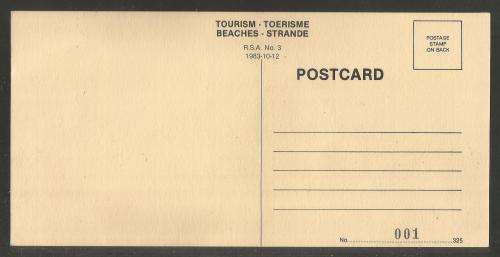 TOURISM · TOERISME
BEACHES · STRANDE
R.S.A. No. 3
1983-10-12
POSTAGE
STAMP
ON BACK
POSTCARD
No. 001 325